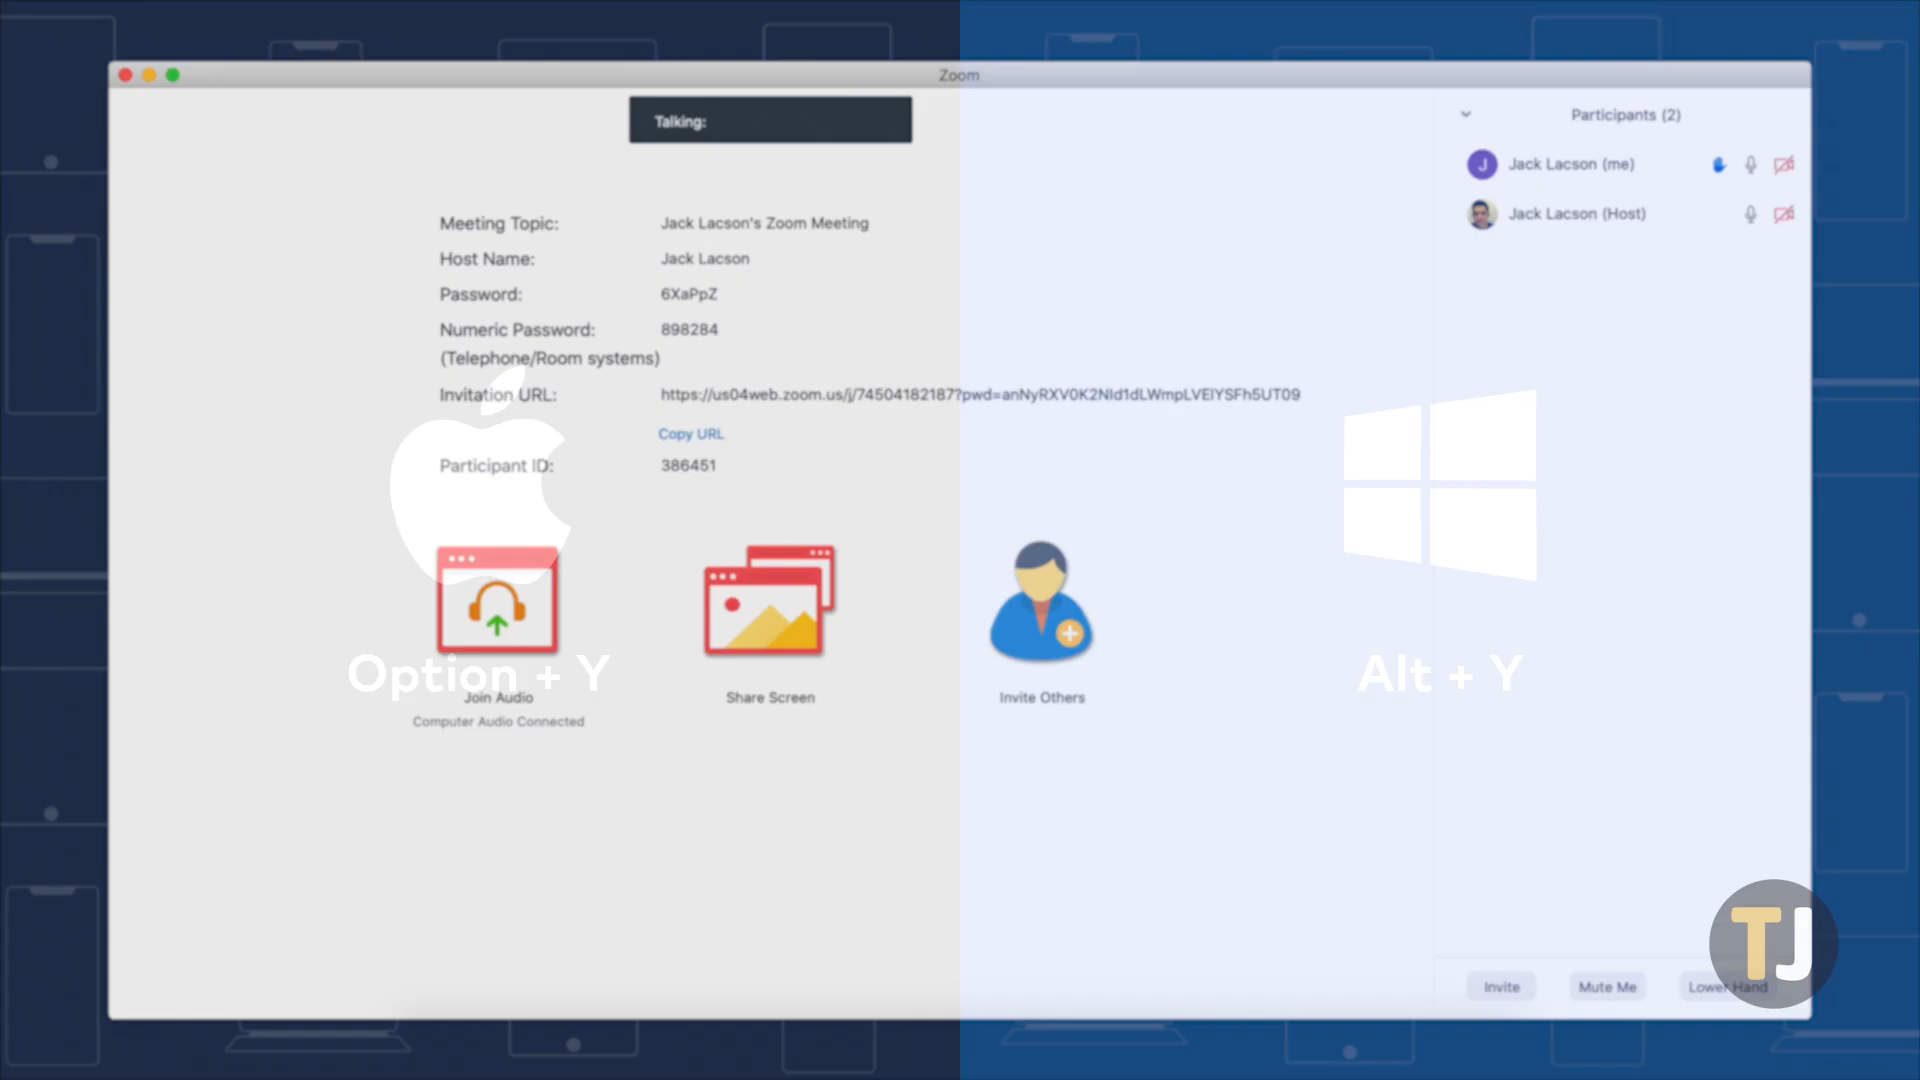 Zoom
Talking:
Participants (2)
J Jack Lacson (me)
Jack Lacson (Host)
Meeting Topic: Jack Lacson's Zoom Meeting
Host Name: Jack Lacson
Password: 6XaPpZ
Numeric Password: 898284
(Telephone/Room systems)
Invitation URL: https://us04web.zoom.us/j/74504182187?pwd=anNyRXV0K2NId1dLWmpLVElYSFh5UT09
Copy URL
Participant ID: 386451
Option + Y
Alt + Y
Join Audio
Share Screen
Invite Others
Computer Audio Connected
TJ
Invite
Mute Me
Lower Hand